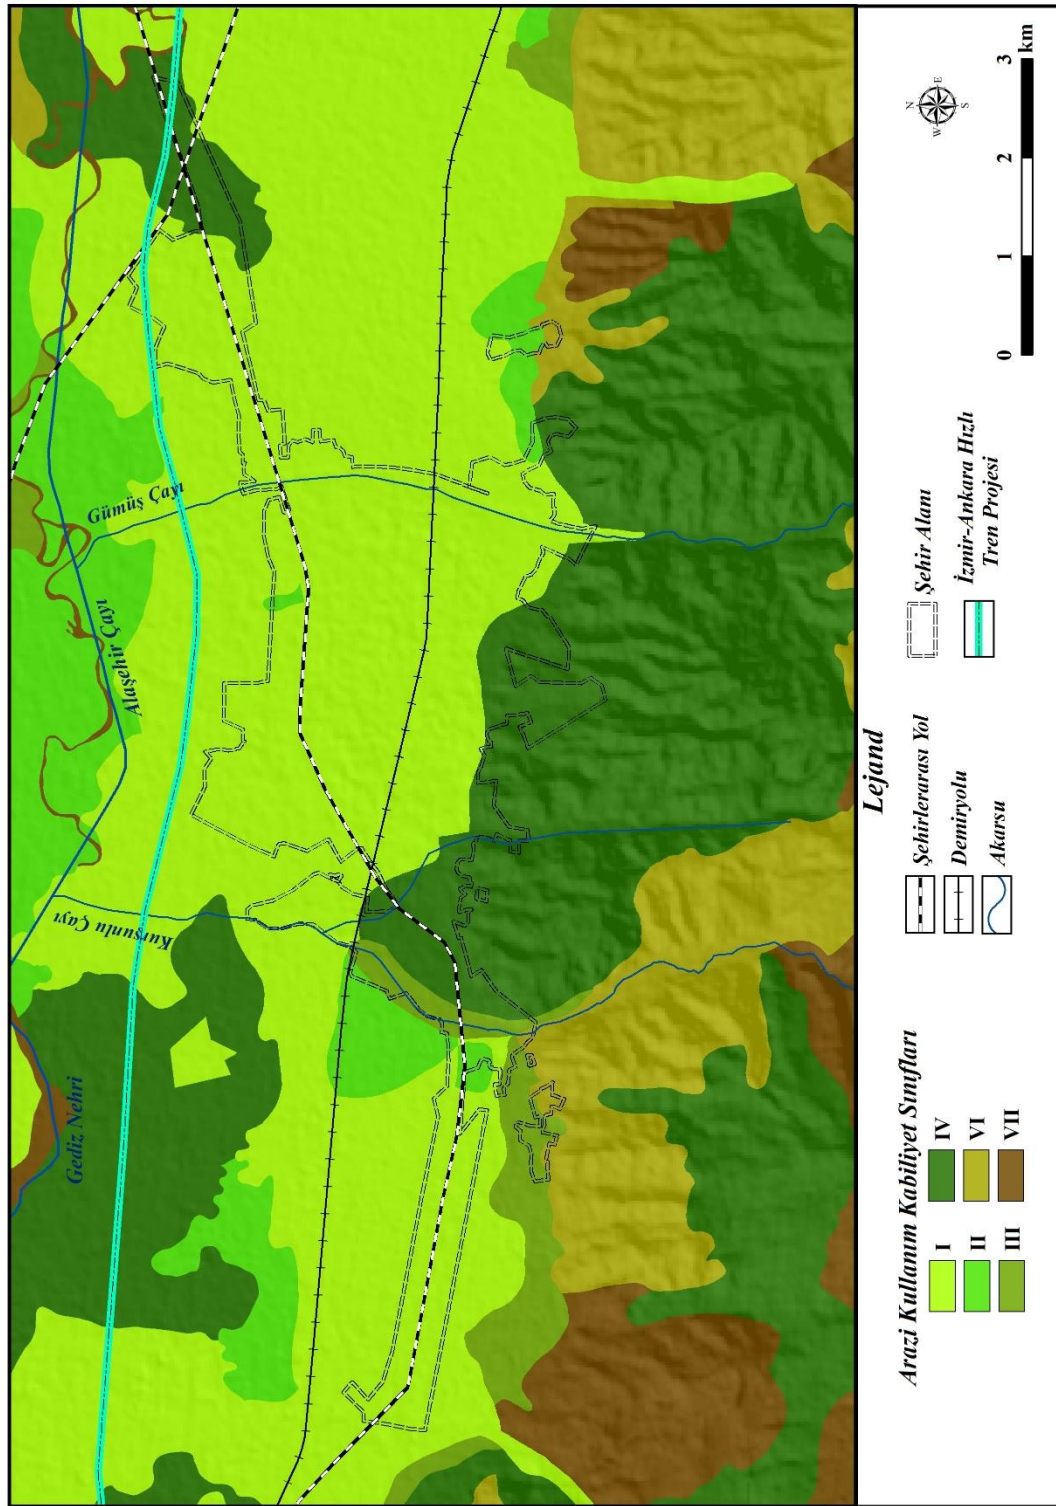 Gediz Nehri
Kurşunlu Çayı
Alaşehir Çayı
Gümüş Çayı
Lejand
Arazi Kullanım Kabiliyet Sınıfları
I
II
III
IV
VI
VII
Şehirlerarası Yol
Demiryolu
Akarsu
Şehir Alanı
İzmir-Ankara Hızlı
Tren Projesi
N
E
S
W
0
1
2
3
km